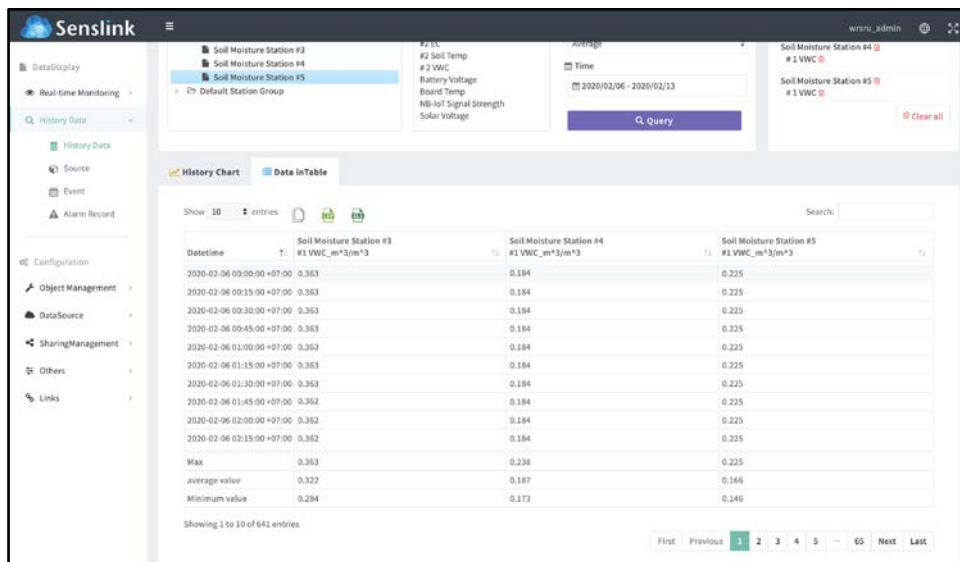 Senslink
wrsru_admin
DataDisplay
Real-time Monitoring
History Data
History Data
Source
Event
Alarm Record
Configuration
Object Management
DataSource
SharingManagement
Others
Links
Soil Moisture Station #3
Soil Moisture Station #4
Soil Moisture Station #5
Default Station Group
#2 EC
#2 Soil Temp
#2 VWC
Battery Voltage
Board Temp
NB-IoT Signal Strength
Solar Voltage
Average
Time
2020/02/06 - 2020/02/13
Query
Soil Moisture Station #4
#1 VWC
Soil Moisture Station #5
#1 VWC
Clear all
History Chart Data inTable
Show 10 entries CSV XLS Search:
Datetime Soil Moisture Station #3 #1 VWC_m^3/m^3 Soil Moisture Station #4 #1 VWC_m^3/m^3 Soil Moisture Station #5 #1 VWC_m^3/m^3
2020-02-06 00:00:00 +07:00 0.363 0.184 0.225
2020-02-06 00:15:00 +07:00 0.363 0.184 0.225
2020-02-06 00:30:00 +07:00 0.363 0.184 0.225
2020-02-06 00:45:00 +07:00 0.363 0.184 0.225
2020-02-06 01:00:00 +07:00 0.363 0.184 0.225
2020-02-06 01:15:00 +07:00 0.363 0.184 0.225
2020-02-06 01:30:00 +07:00 0.363 0.184 0.225
2020-02-06 01:45:00 +07:00 0.362 0.184 0.225
2020-02-06 02:00:00 +07:00 0.362 0.184 0.225
2020-02-06 02:15:00 +07:00 0.362 0.184 0.225
Max 0.363 0.238 0.225
average value 0.322 0.187 0.166
Minimum value 0.284 0.173 0.146
Showing 1 to 10 of 641 entries
First Previous 1 2 3 4 5 ... 65 Next Last